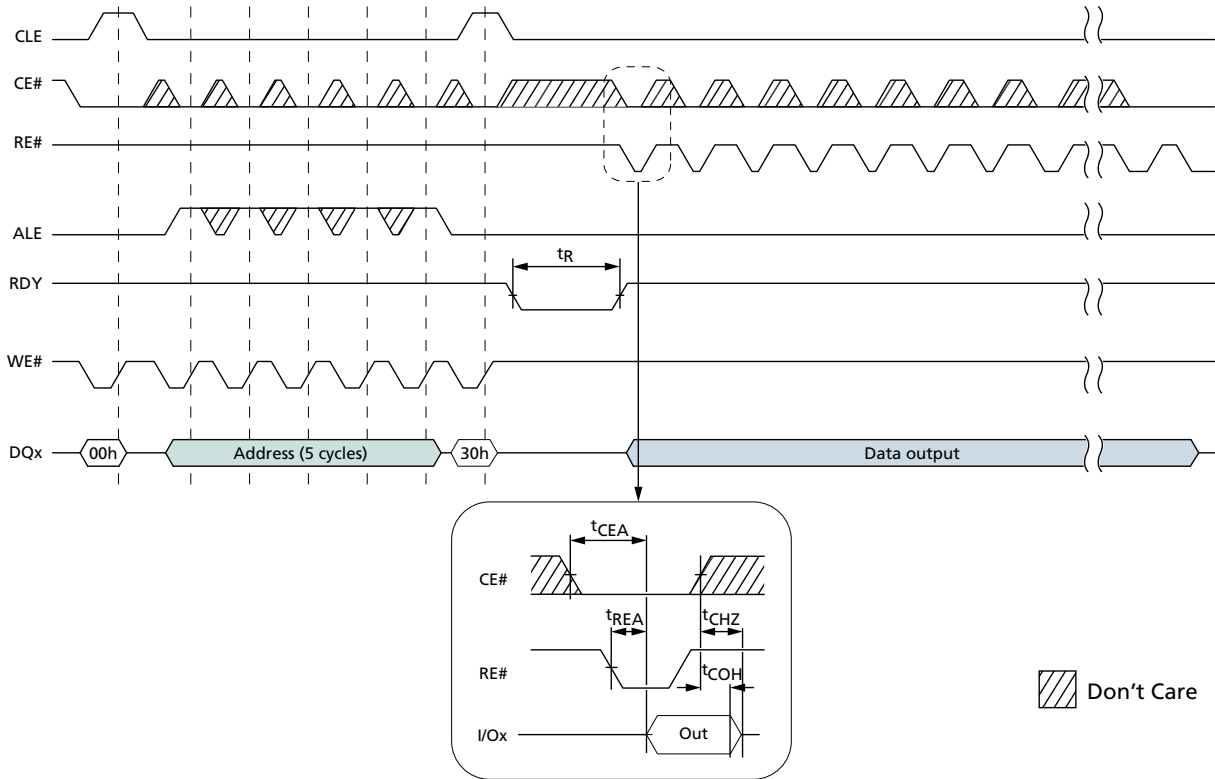 CLE
CE#
RE#
ALE
tR
RDY
WE#
DQx 00h Address (5 cycles) 30h Data output
tCEA
CE#
tREA tCHZ
RE# tCOH
I/Ox Out
Don't Care